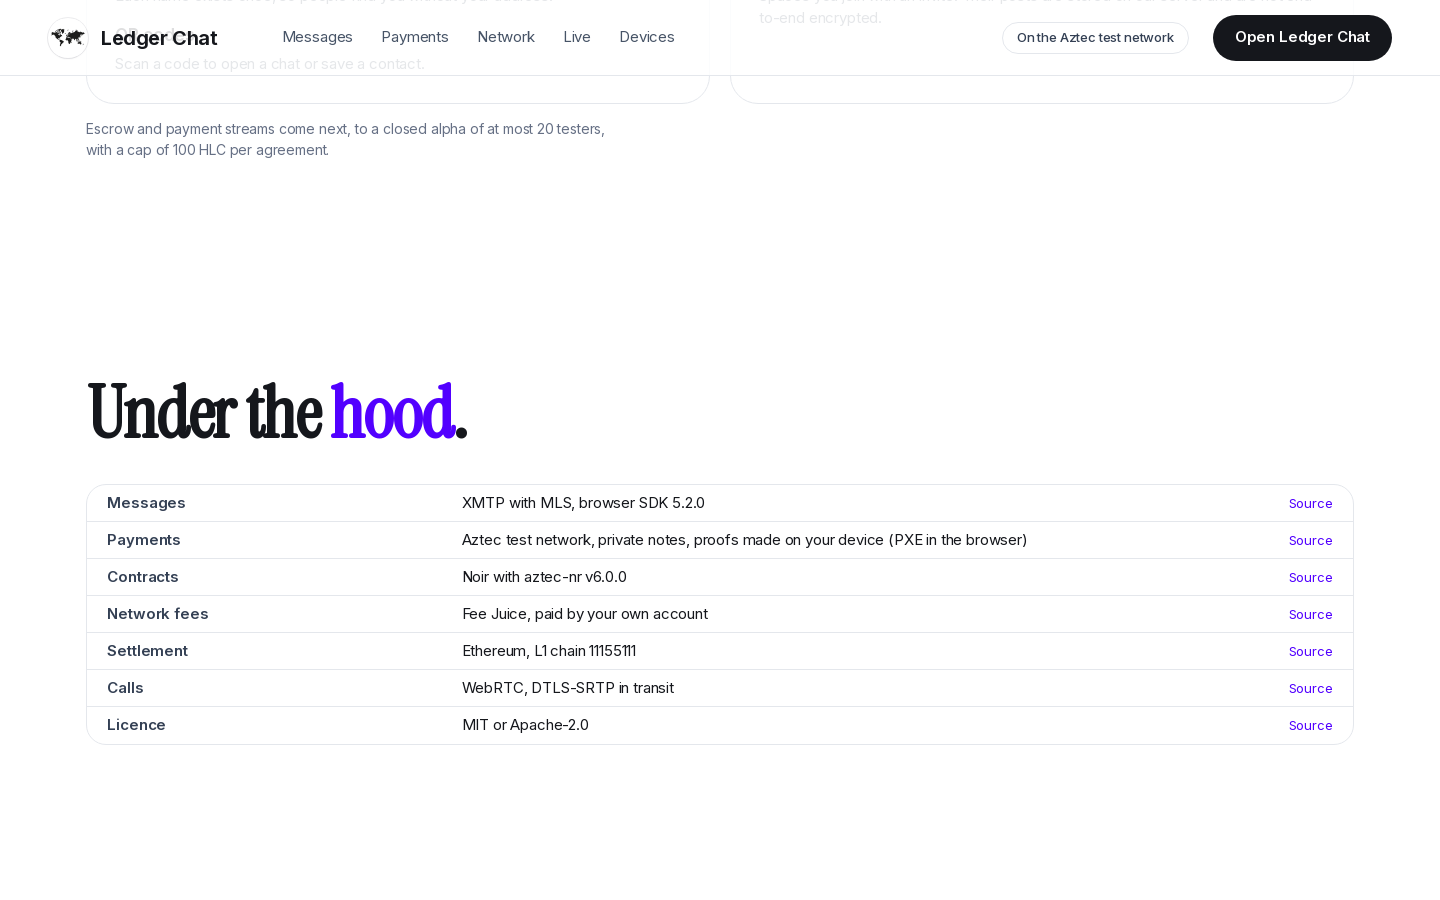 Ledger Chat
Messages
Payments
Network
Live
Devices
On the Aztec test network
Open Ledger Chat
to-end encrypted.
Scan a code to open a chat or save a contact.
Escrow and payment streams come next, to a closed alpha of at most 20 testers,
with a cap of 100 HLC per agreement.
Under the hood.
Messages XMTP with MLS, browser SDK 5.2.0 Source
Payments Aztec test network, private notes, proofs made on your device (PXE in the browser) Source
Contracts Noir with aztec-nr v6.0.0 Source
Network fees Fee Juice, paid by your own account Source
Settlement Ethereum, L1 chain 11155111 Source
Calls WebRTC, DTLS-SRTP in transit Source
Licence MIT or Apache-2.0 Source